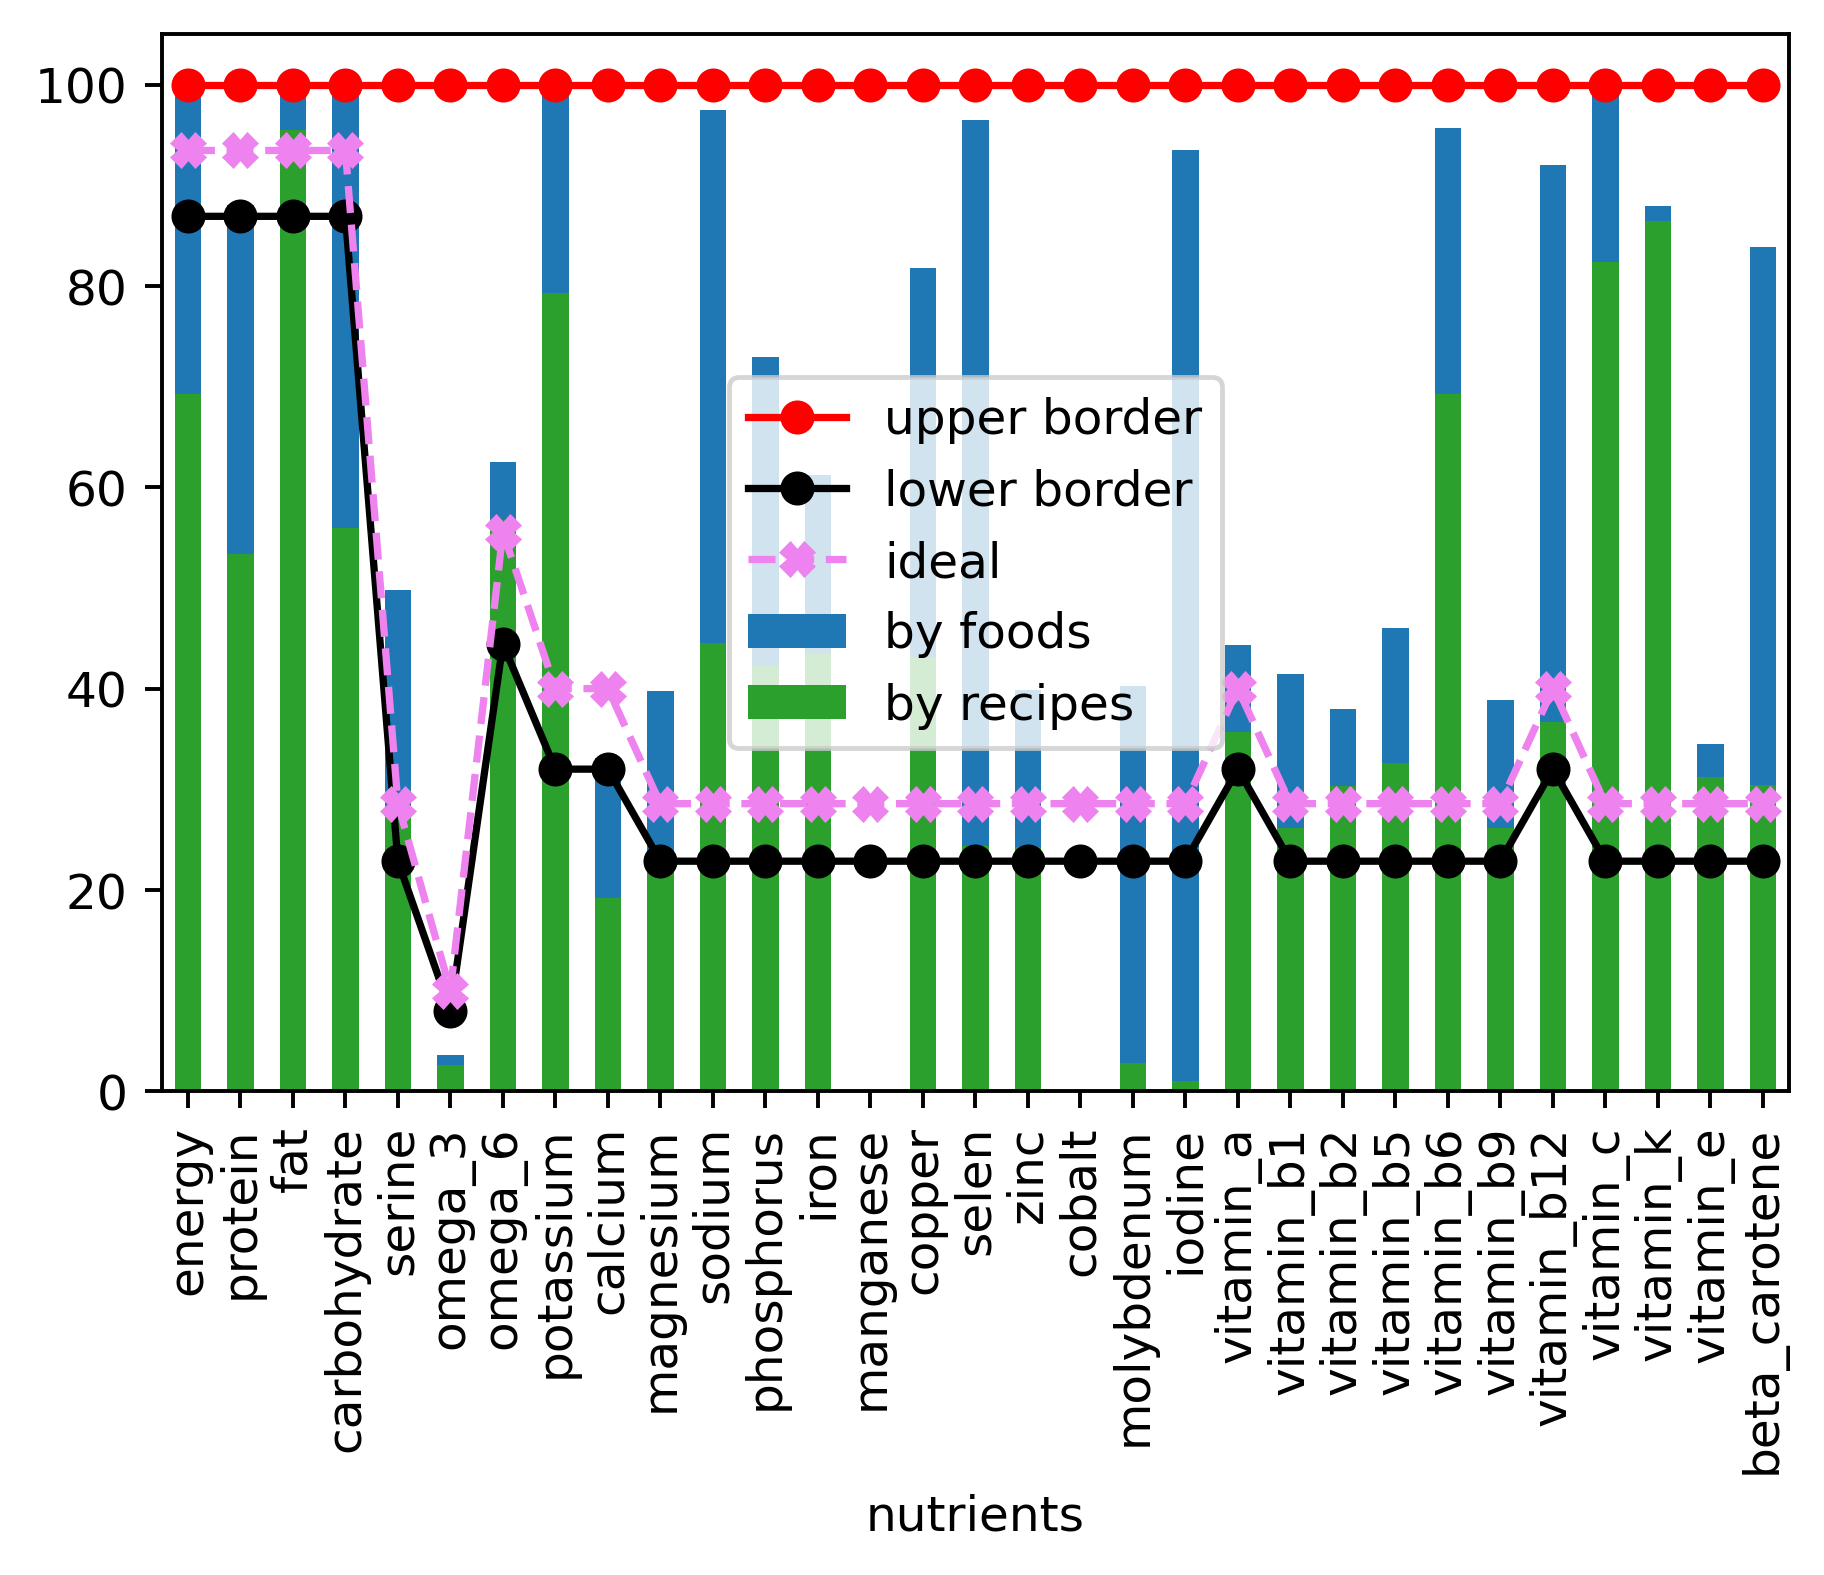 100
80
60
40
20
0
upper border
lower border
ideal
by foods
by recipes
energy
protein
fat
carbohydrate
serine
omega_3
omega_6
potassium
calcium
magnesium
sodium
phosphorus
iron
manganese
copper
selen
zinc
cobalt
molybdenum
iodine
vitamin_a
vitamin_b1
vitamin_b2
vitamin_b5
vitamin_b6
vitamin_b9
vitamin_b12
vitamin_c
vitamin_k
vitamin_e
beta_carotene
nutrients